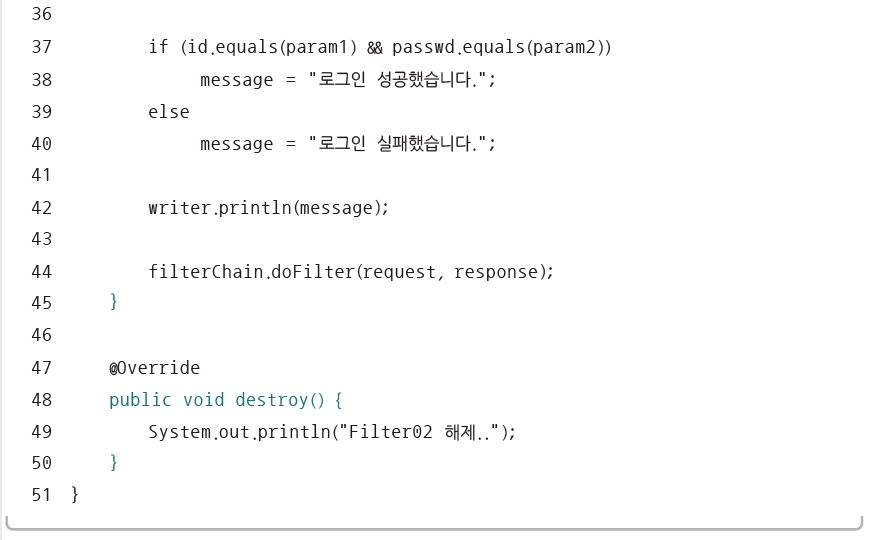 36
37 if (id.equals(param1) && passwd.equals(param2))
38 message = "로그인 성공했습니다.";
39 else
40 message = "로그인 실패했습니다.";
41
42 writer.println(message);
43
44 filterChain.doFilter(request, response);
45 }
46
47 @Override
48 public void destroy() {
49 System.out.println("Filter02 해제..");
50 }
51 }